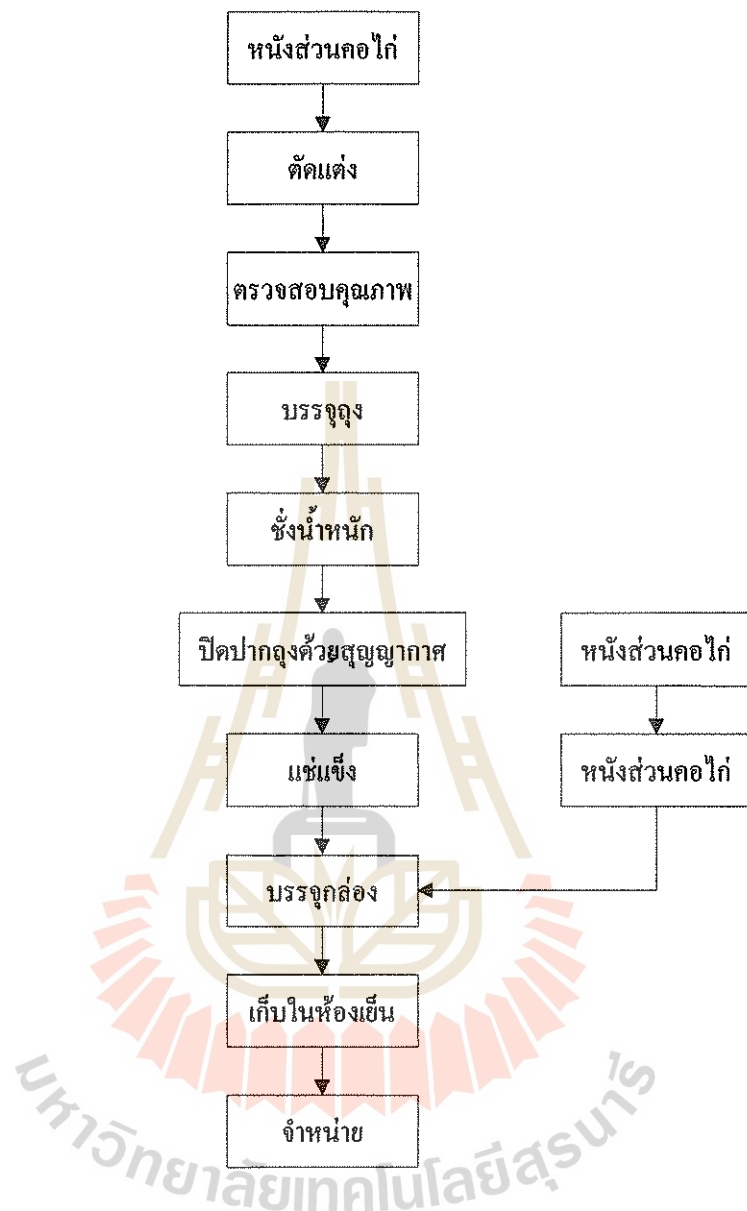 หนังส่วนคอไก่
ตัดแต่ง
ตรวจสอบคุณภาพ
บรรจุถุง
ชั่งน้ำหนัก
ปิดปากถุงด้วยสุญญากาศ
หนังส่วนคอไก่
แช่แข็ง
หนังส่วนคอไก่
บรรจุกล่อง
เก็บในห้องเย็น
จำหน่าย
มหาวิทยาลัยเทคโนโลยีสุรนารี